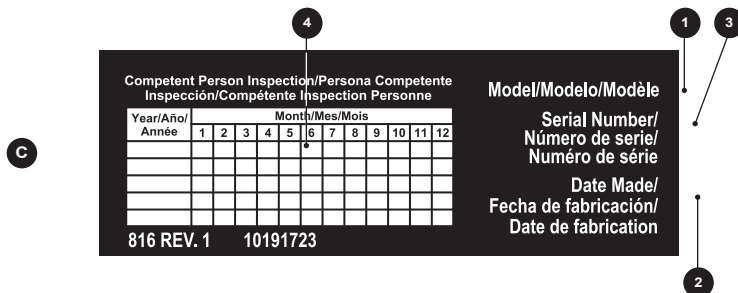 4
1
3
Competent Person Inspection/Persona Competente
Inspección/Compétente Inspection Personne
Year/Año/
Année
Month/Mes/Mois
1 2 3 4 5 6 7 8 9 10 11 12
816 REV. 1 10191723
Model/Modelo/Modèle
Serial Number/
Número de serie/
Numéro de série
Date Made/
Fecha de fabricación/
Date de fabrication
C
2